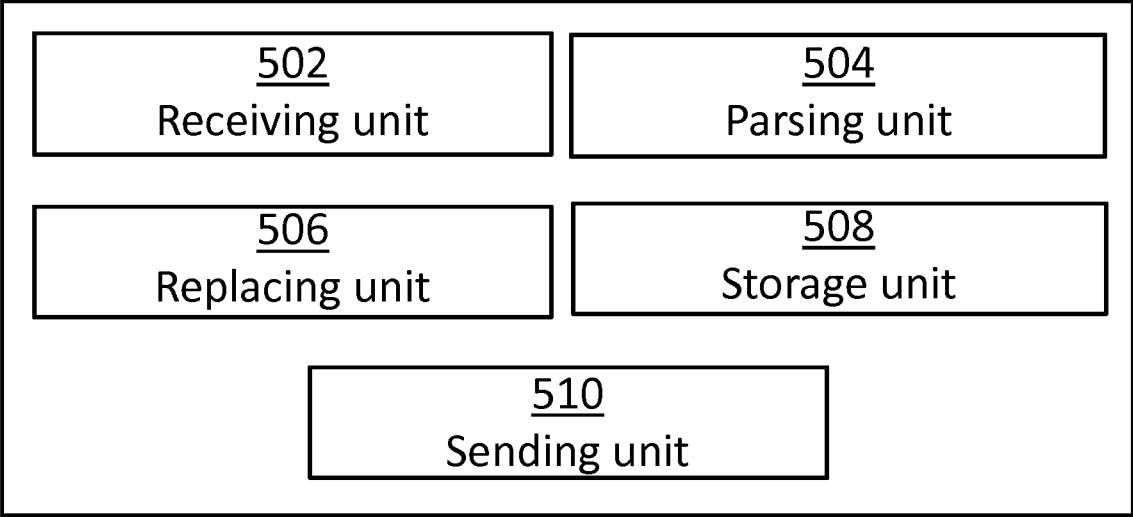 502
Receiving unit
504
Parsing unit
506
Replacing unit
508
Storage unit
510
Sending unit